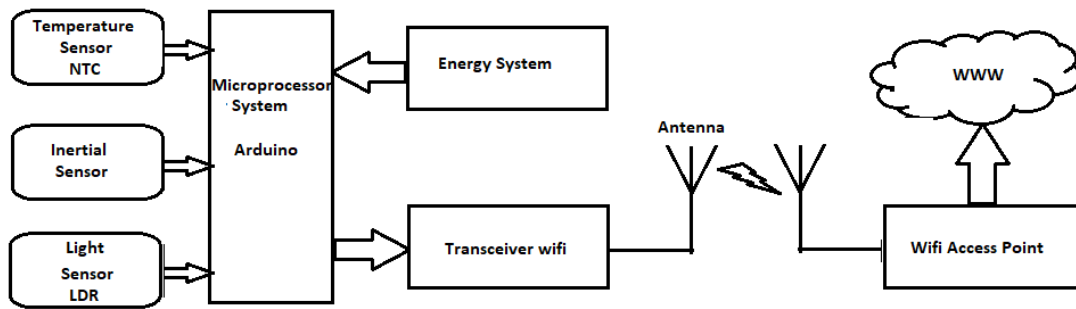 Temperature
Sensor
NTC
Inertial
Sensor
Light
Sensor
LDR
Microprocessor
System
Arduino
Energy System
Transceiver wifi
Antenna
Wifi Access Point
WWW